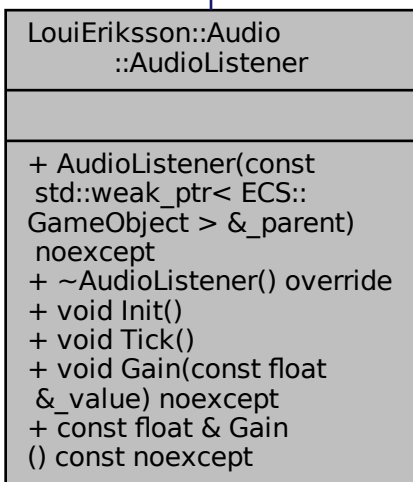 LouiEriksson::Audio
::AudioListener
+ AudioListener(const
std::weak_ptr< ECS::
GameObject > &_parent)
noexcept
+ ~AudioListener() override
+ void Init()
+ void Tick()
+ void Gain(const float
&_value) noexcept
+ const float & Gain
() const noexcept